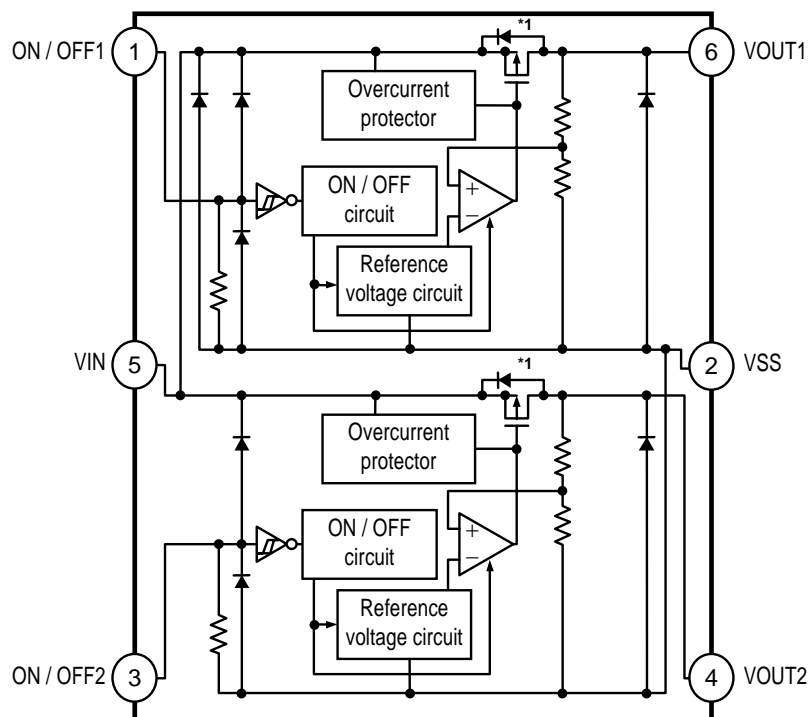 *1
ON / OFF1
1
6
VOUT1
Overcurrent
protector
ON / OFF
circuit
+
−
Reference
voltage circuit
VIN
5
2
VSS
*1
Overcurrent
protector
ON / OFF
circuit
+
−
Reference
voltage circuit
ON / OFF2
3
4
VOUT2